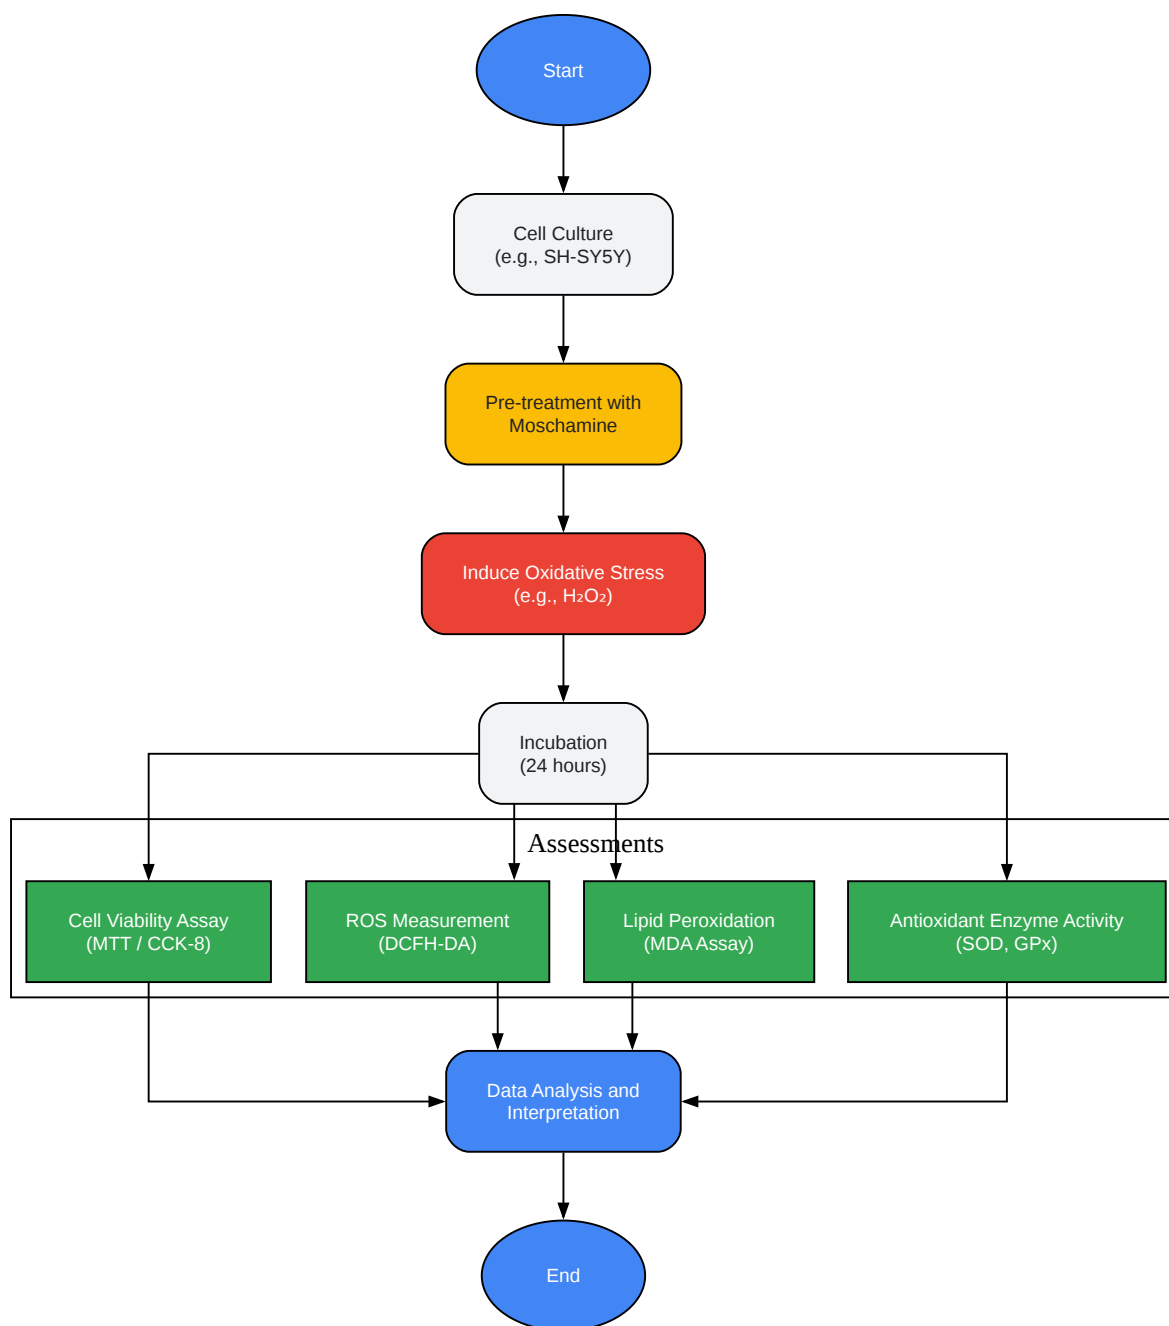 Start
Cell Culture
(e.g., SH-SY5Y)
Pre-treatment with
Moschamine
Induce Oxidative Stress
(e.g., H₂O₂)
Incubation
(24 hours)
Assessments
Cell Viability Assay
(MTT / CCK-8)
ROS Measurement
(DCFH-DA)
Lipid Peroxidation
(MDA Assay)
Antioxidant Enzyme Activity
(SOD, GPx)
Data Analysis and
Interpretation
End